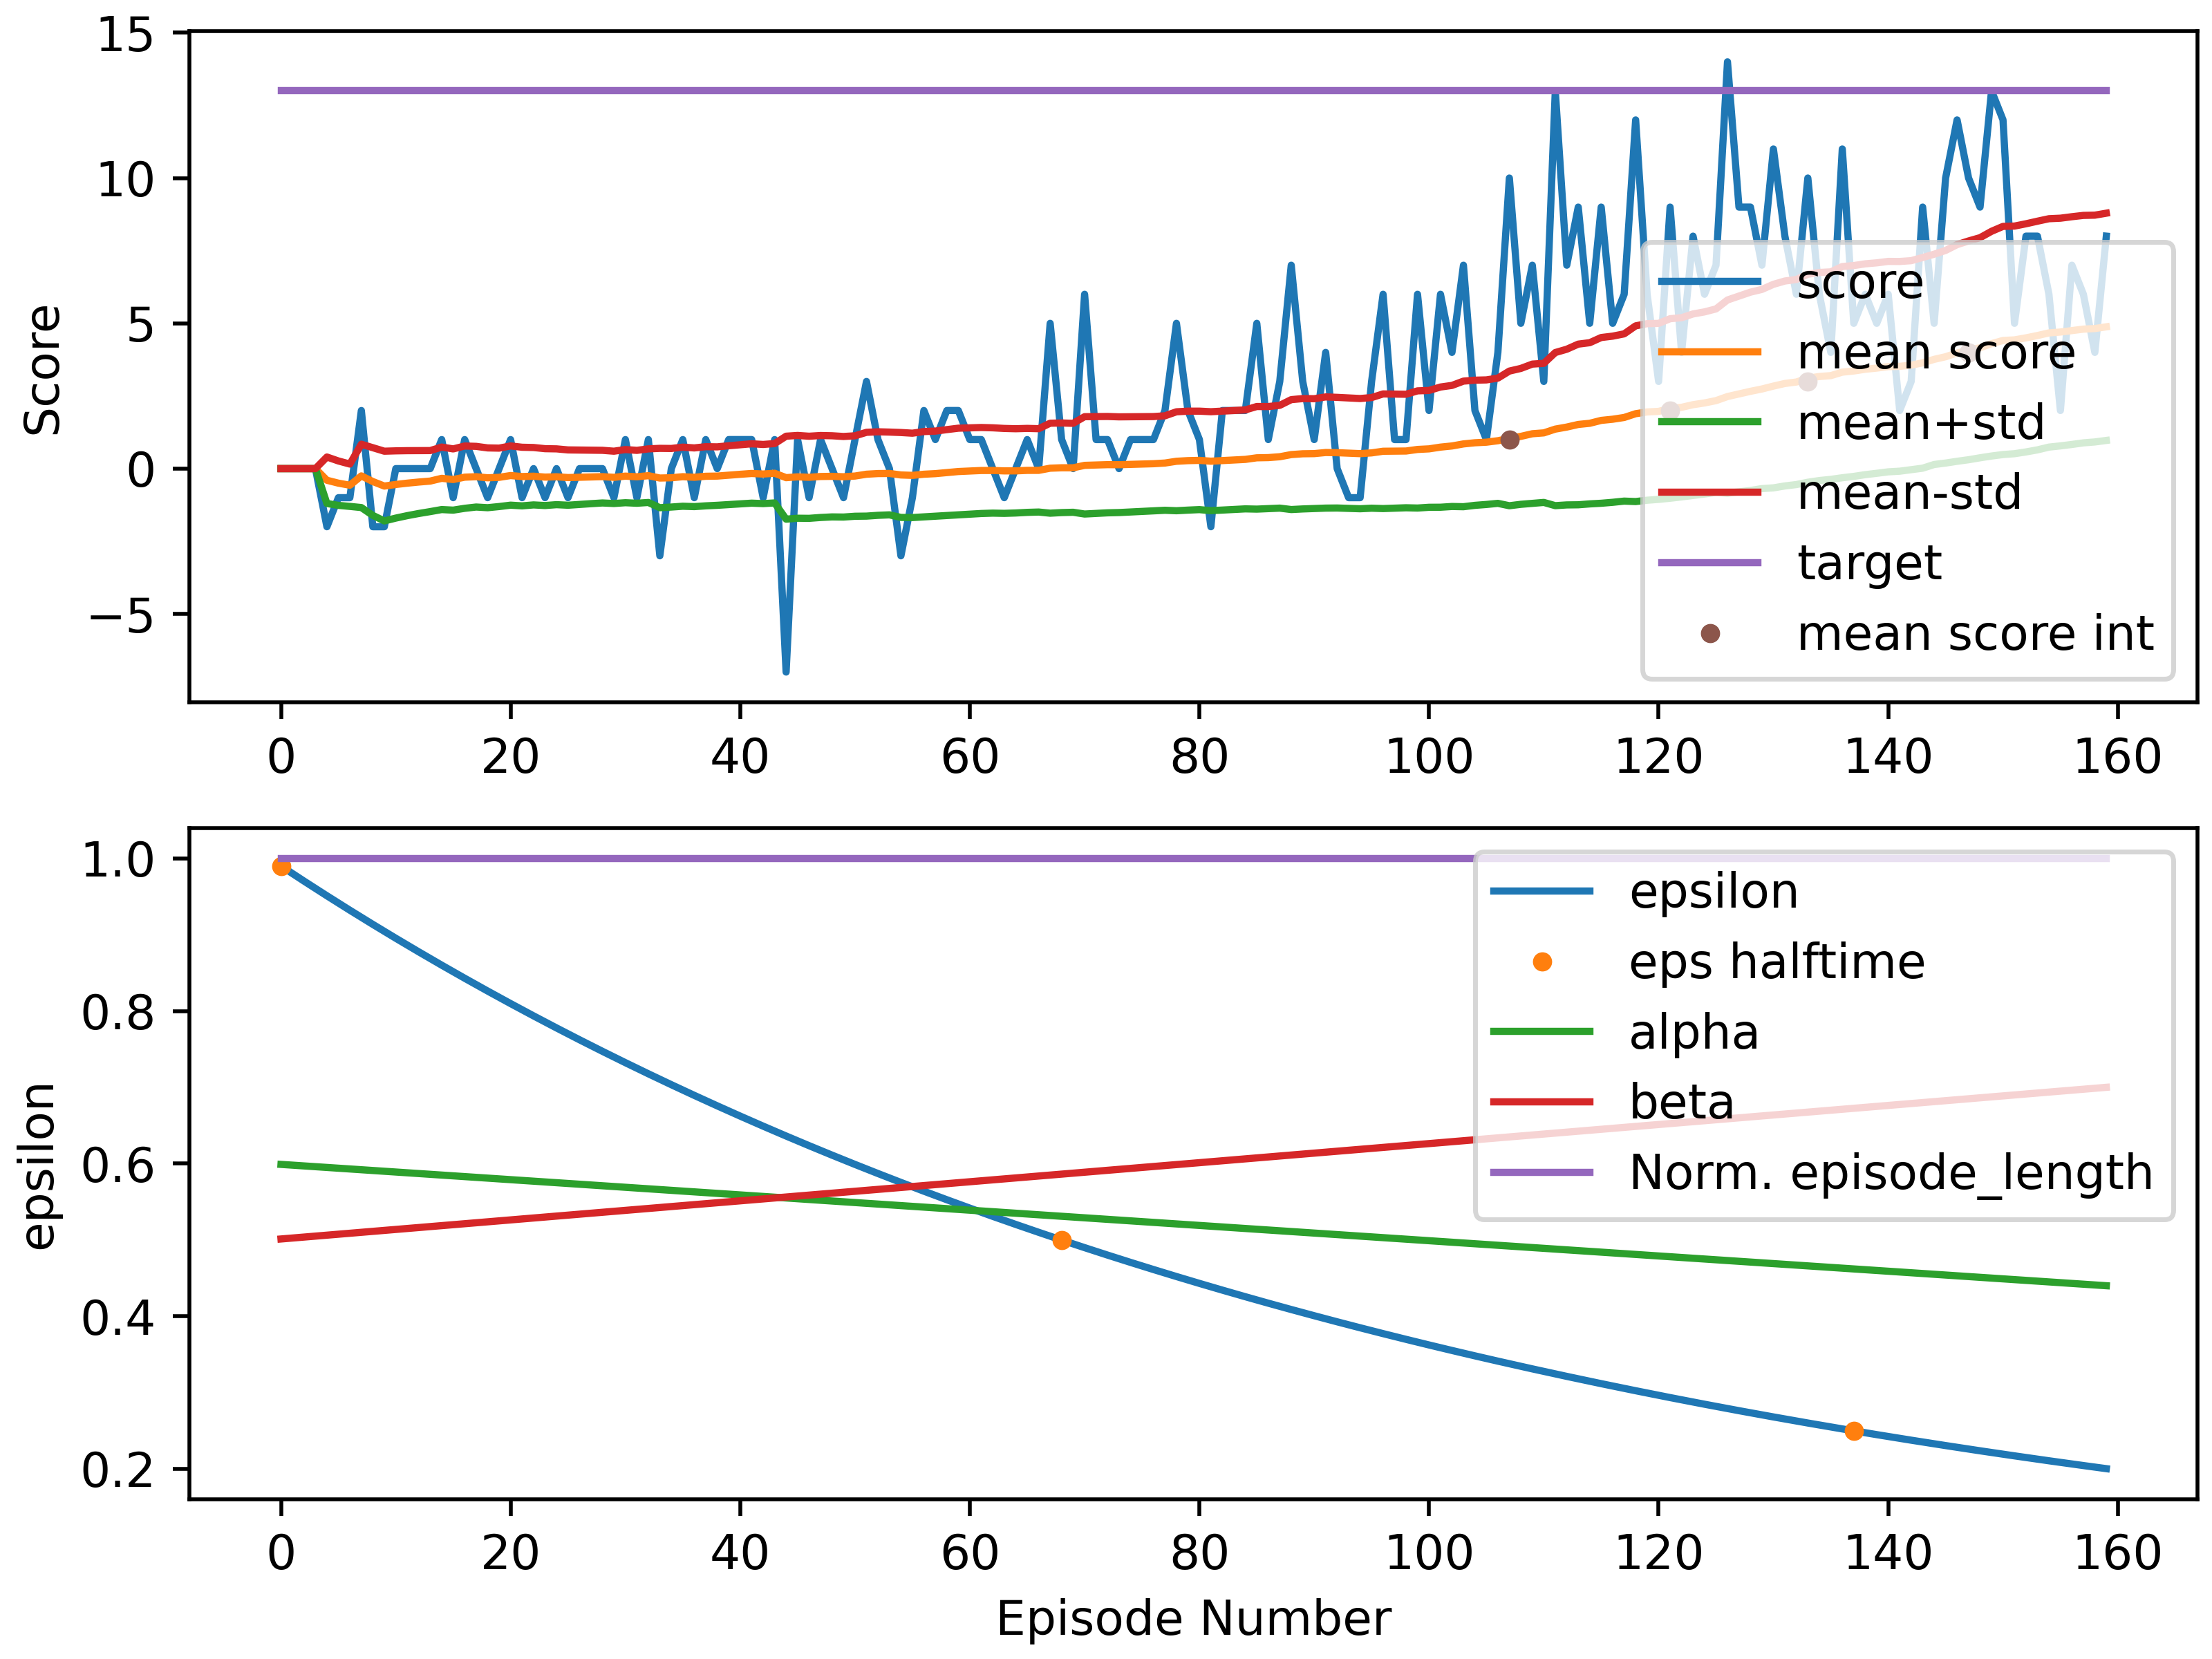 15
10
5
0
−5
Score
score
mean score
mean+std
mean-std
target
mean score int
0 20 40 60 80 100 120 140 160
1.0
0.8
0.6
0.4
0.2
epsilon
epsilon
eps halftime
alpha
beta
Norm. episode_length
0 20 40 60 80 100 120 140 160
Episode Number